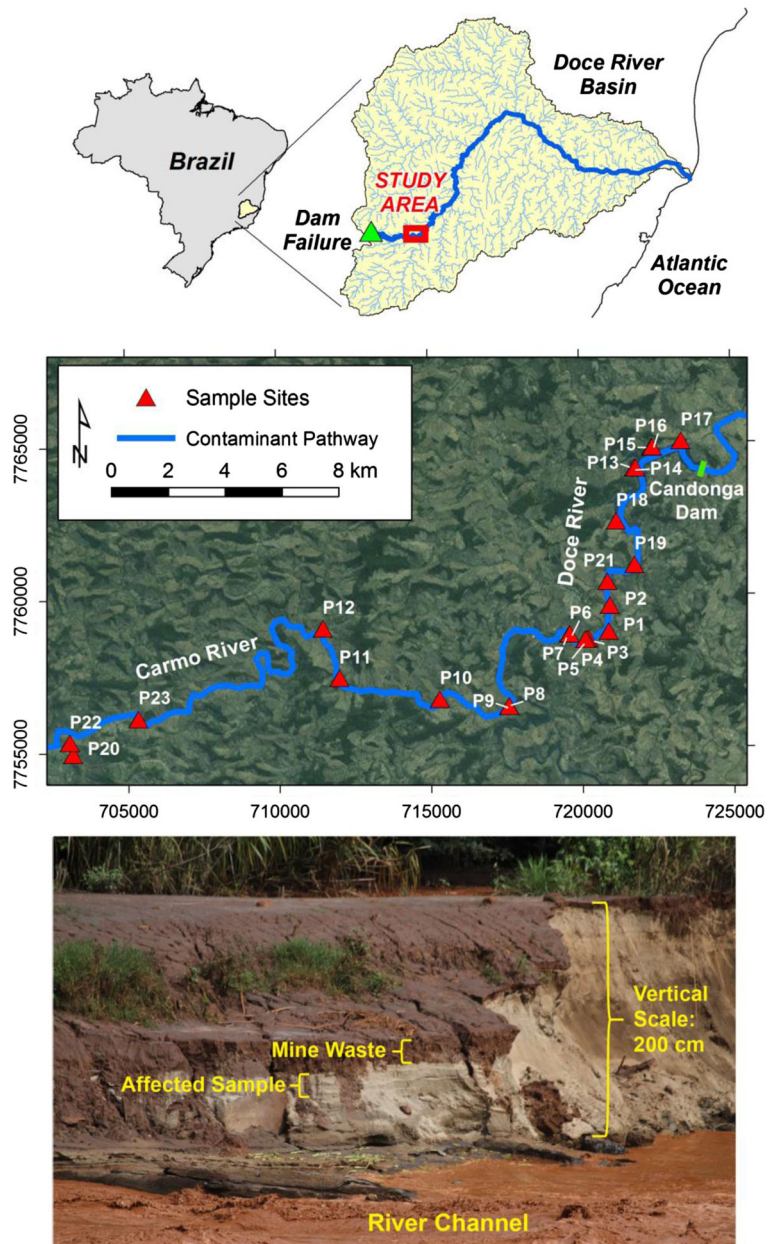 Doce River
Basin
Brazil
STUDY
AREA
Dam
Failure
Atlantic
Ocean
Sample Sites
Contaminant Pathway
N
0 2 4 6 8 km
7765000
7760000
7755000
P17
P16
P15
P13
P14
Candonga
Dam
P18
Doce River
P19
P21
P2
P6
P1
P7
P5
P4
P3
P12
Carmo River
P11
P10
P9
P8
P23
P22
P20
705000 710000 715000 720000 725000
Vertical
Scale:
200 cm
Mine Waste
Affected Sample
River Channel